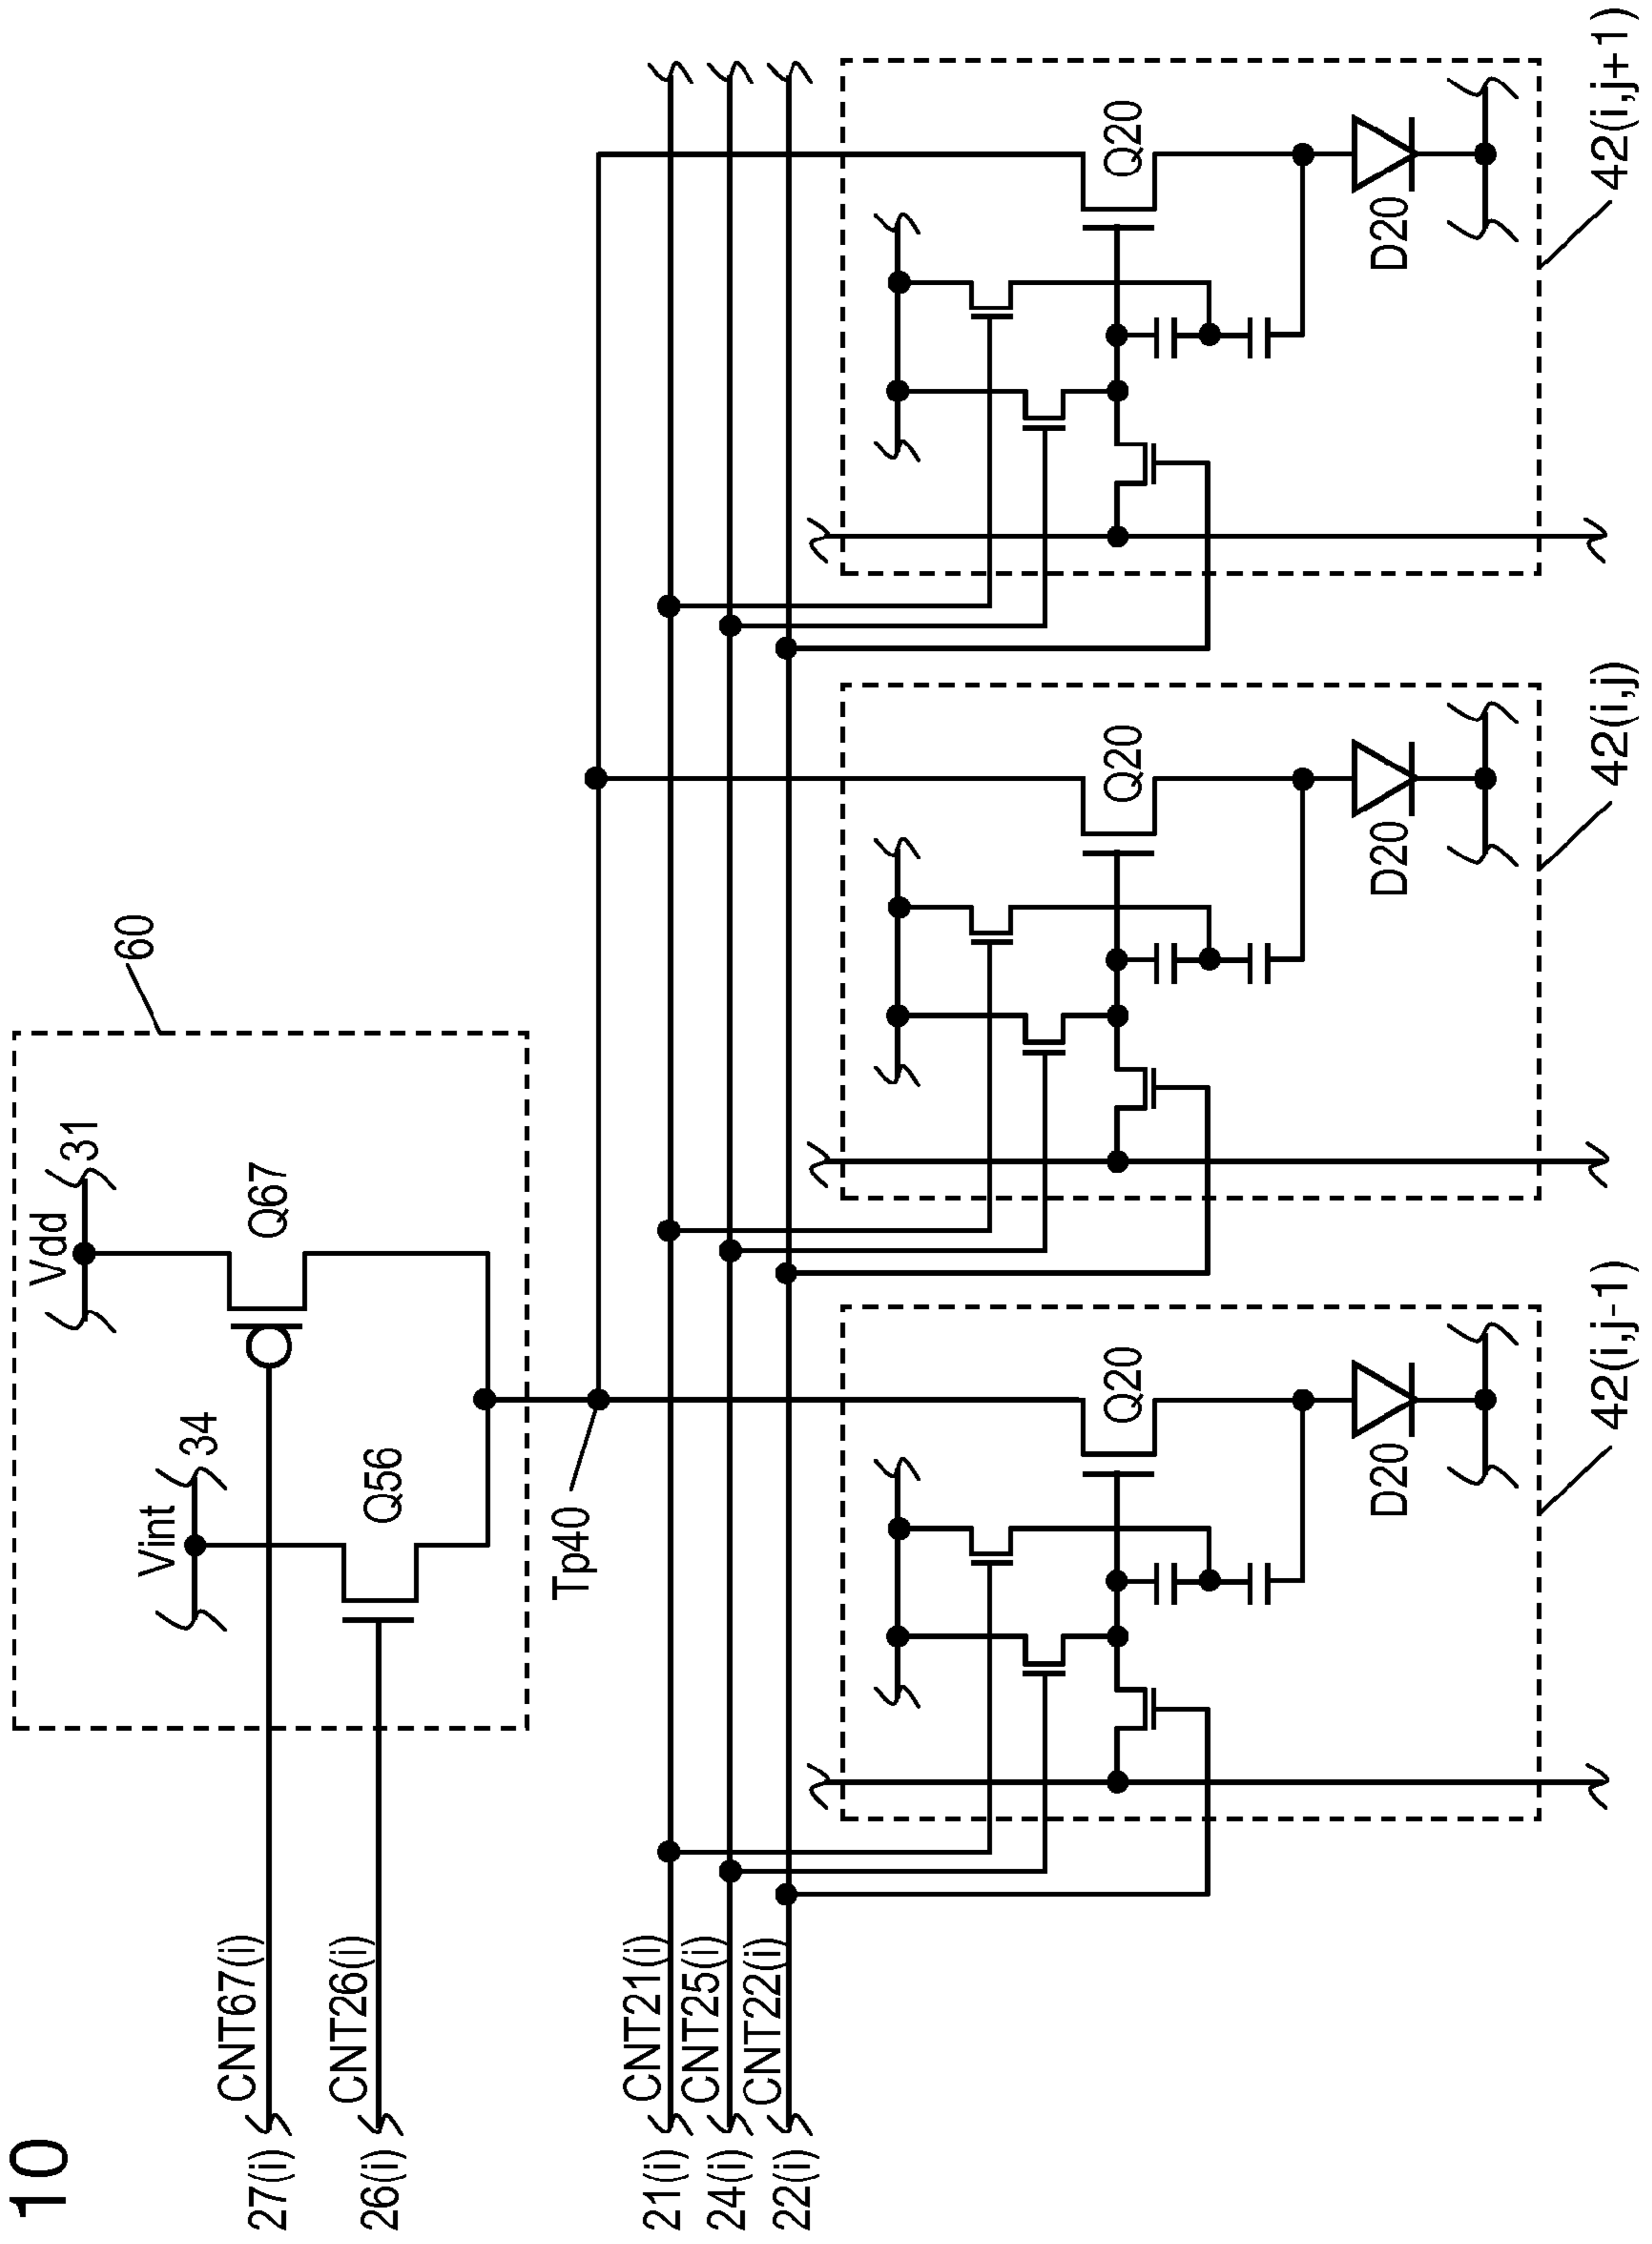 10
60
Vdd
31
Vint
34
Q67
Q56
27(i)
CNT67(i)
26(i)
CNT26(i)
Tp40
21(i)
CNT21(i)
24(i)
CNT25(i)
22(i)
CNT22(i)
Q20
Q20
Q20
D20
D20
D20
42(i,j-1)
42(i,j)
42(i,j+1)